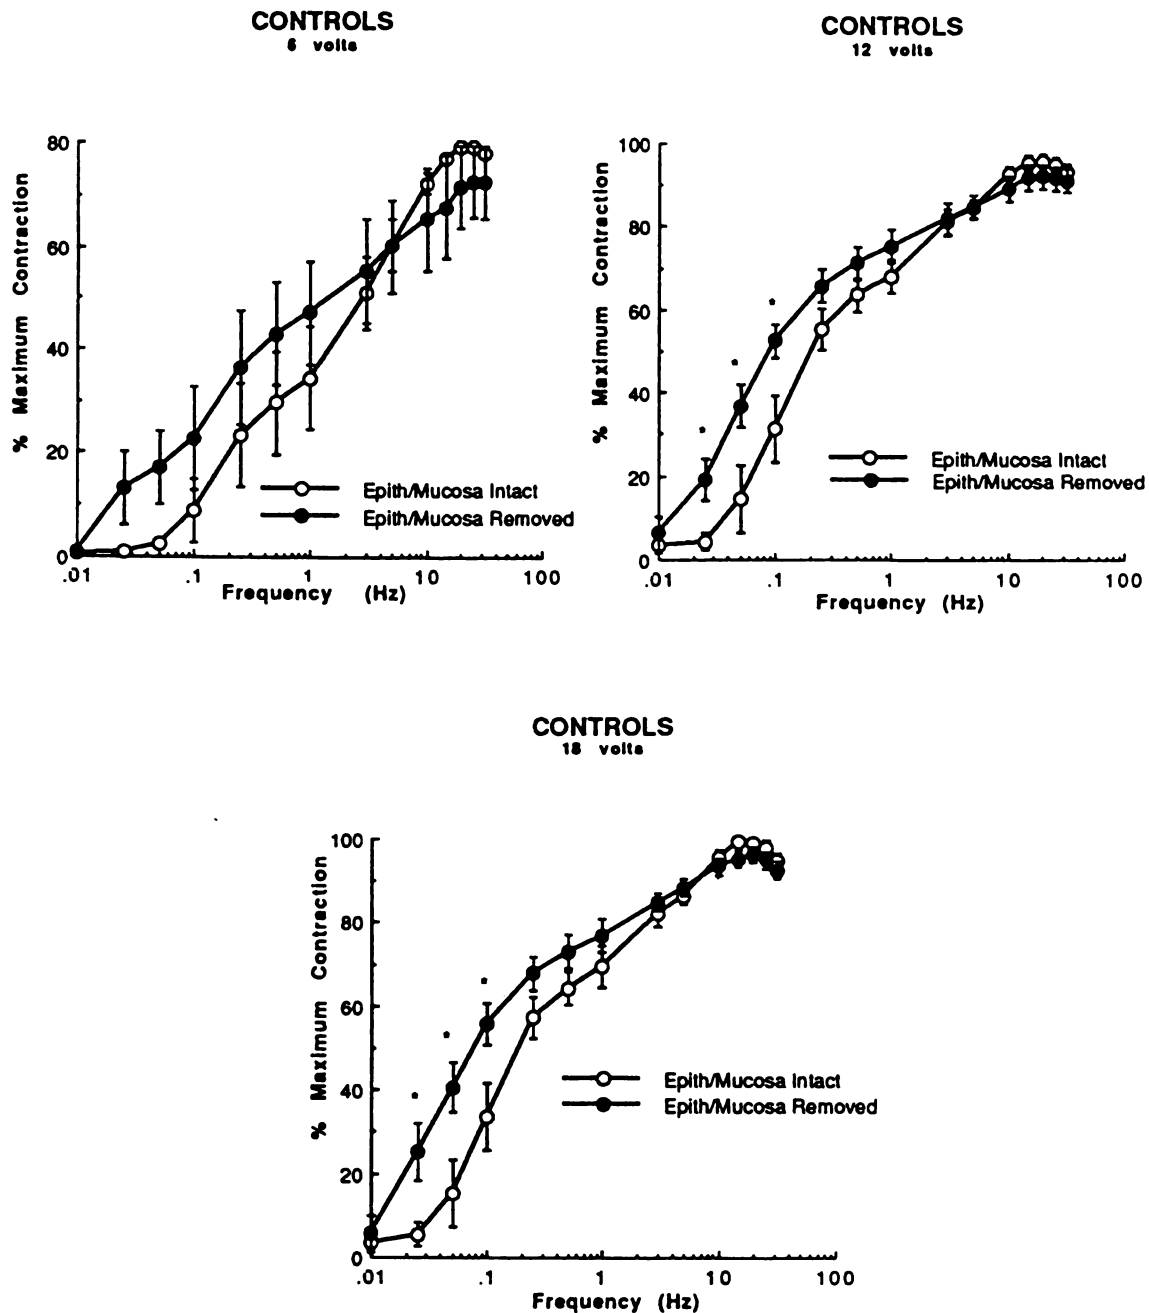 CONTROLS
6 volts
% Maximum Contraction
80
60
40
20
0
.01
.1
1
10
100
Frequency (Hz)
Epith/Mucosa Intact
Epith/Mucosa Removed
CONTROLS
12 volts
% Maximum Contraction
100
80
60
40
20
0
.01
.1
1
10
100
Frequency (Hz)
*
*
*
Epith/Mucosa Intact
Epith/Mucosa Removed
CONTROLS
18 volts
% Maximum Contraction
100
80
60
40
20
0
.01
.1
1
10
100
Frequency (Hz)
*
*
*
Epith/Mucosa Intact
Epith/Mucosa Removed